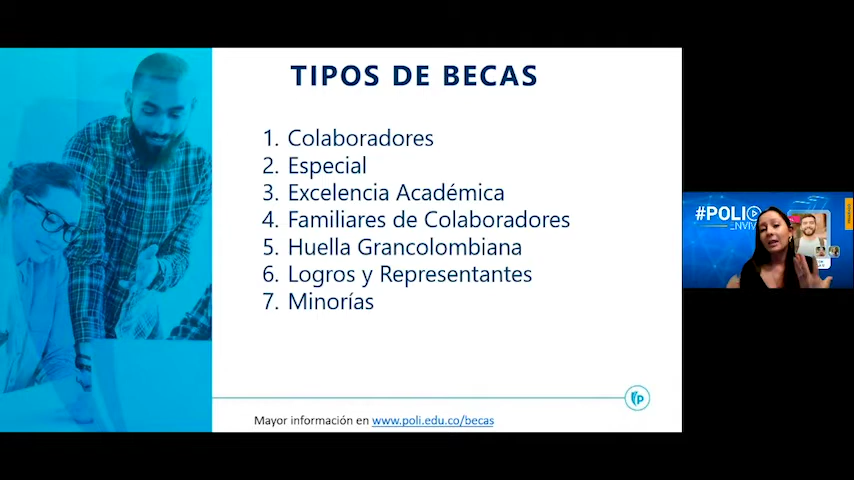 TIPOS DE BECAS
1. Colaboradores
2. Especial
3. Excelencia Académica
4. Familiares de Colaboradores
5. Huella Grancolombiana
6. Logros y Representantes
7. Minorías
Mayor información en www.poli.edu.co/becas
#POLI